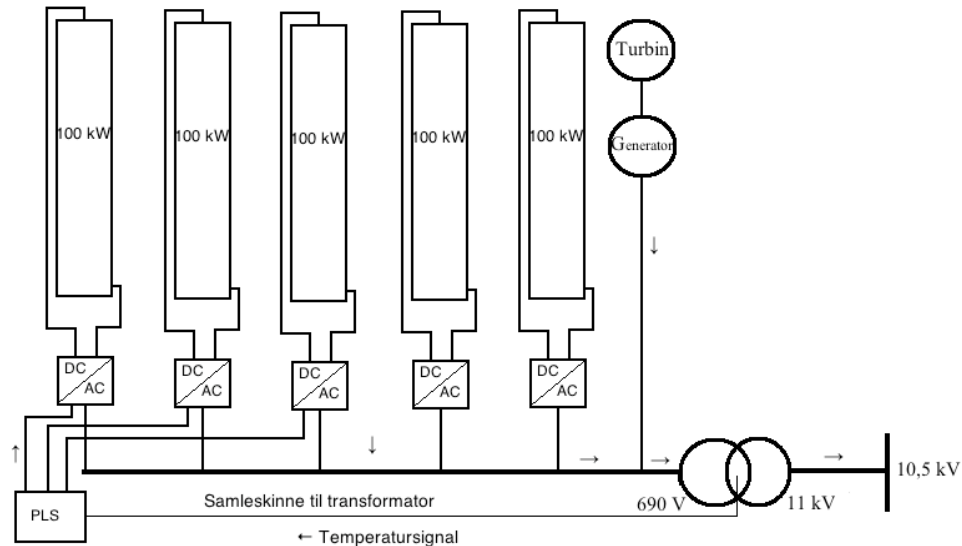 Turbin
100 kW
100 kW
100 kW
100 kW
100 kW
Generator
↓
DC
AC
DC
AC
DC
AC
DC
AC
DC
AC
↑
↓
→
→
→
10,5 kV
690 V
11 kV
Samleskinne til transformator
PLS
← Temperatursignal